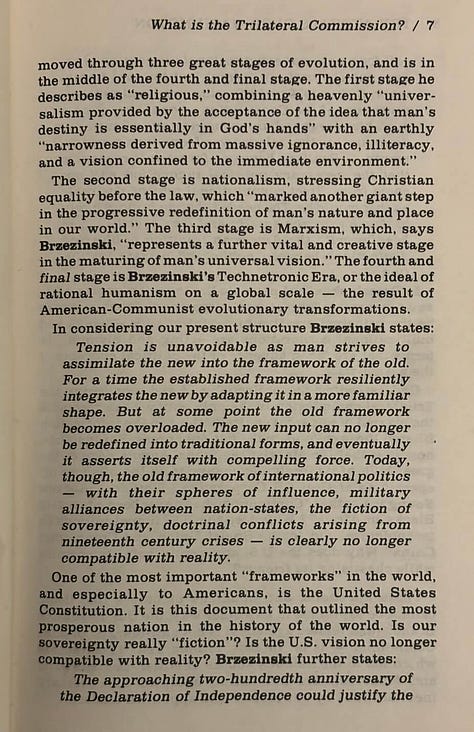 What is the Trilateral Commission? / 7
moved through three great stages of evolution, and is in
the middle of the fourth and final stage. The first stage he
describes as “religious,” combining a heavenly “univer-
salism provided by the acceptance of the idea that man’s
destiny is essentially in God’s hands” with an earthly
“narrowness derived from massive ignorance, illiteracy,
and a vision confined to the immediate environment.”
The second stage is nationalism, stressing Christian
equality before the law, which “marked another giant step
in the progressive redefinition of man’s nature and place
in our world.” The third stage is Marxism, which, says
Brzezinski, “represents a further vital and creative stage
in the maturing of man’s universal vision.” The fourth and
final stage is Brzezinski’s Technetronic Era, or the ideal of
rational humanism on a global scale — the result of
American-Communist evolutionary transformations.
In considering our present structure Brzezinski states:
Tension is unavoidable as man strives to
assimilate the new into the framework of the old.
For a time the established framework resiliently
integrates the new by adapting it in a more familiar
shape. But at some point the old framework
becomes overloaded. The new input can no longer
be redefined into traditional forms, and eventually
it asserts itself with compelling force. Today,
though, the old framework of international politics
— with their spheres of influence, military
alliances between nation-states, the fiction of
sovereignty, doctrinal conflicts arising from
nineteenth century crises — is clearly no longer
compatible with reality.
One of the most important “frameworks” in the world,
and especially to Americans, is the United States
Constitution. It is this document that outlined the most
prosperous nation in the history of the world. Is our
sovereignty really “fiction”? Is the U.S. vision no longer
compatible with reality? Brzezinski further states:
The approaching two-hundredth anniversary of
the Declaration of Independence could justify the